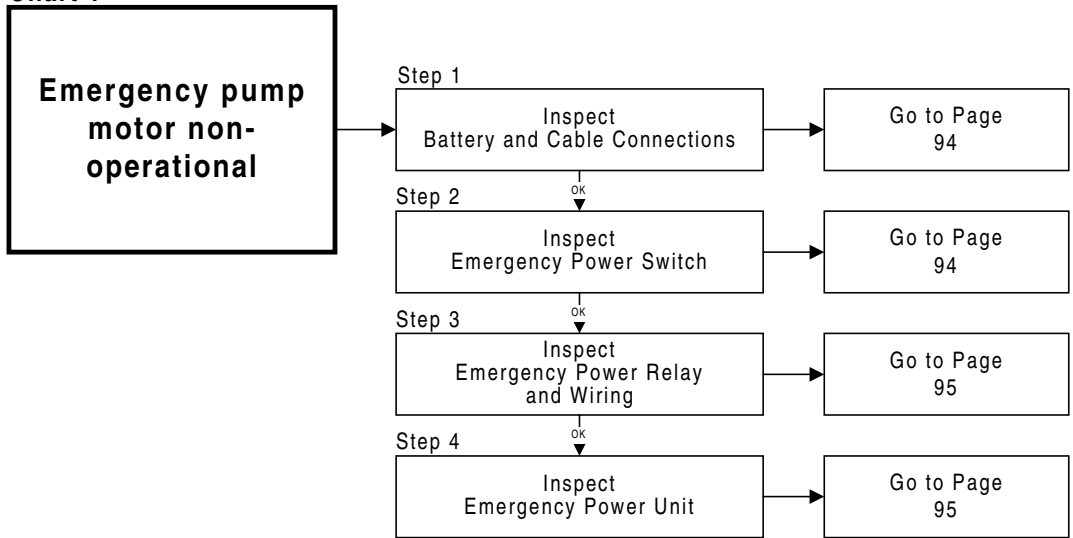 Emergency pump
motor non-
operational
Step 1
Inspect
Battery and Cable Connections
Go to Page
94
OK
Step 2
Inspect
Emergency Power Switch
Go to Page
94
OK
Step 3
Inspect
Emergency Power Relay
and Wiring
Go to Page
95
OK
Step 4
Inspect
Emergency Power Unit
Go to Page
95